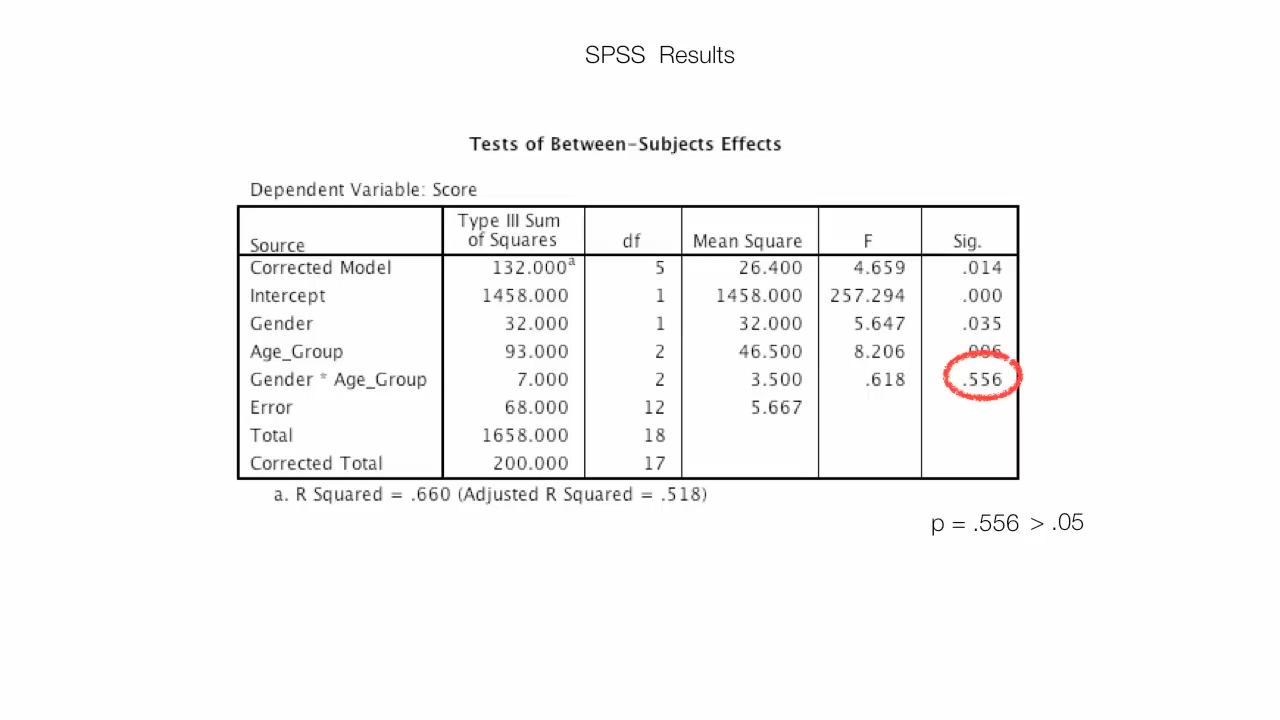 SPSS Results
Tests of Between-Subjects Effects
Dependent Variable: Score
Source Type III Sum of Squares df Mean Square F Sig.
Corrected Model 132.000a 5 26.400 4.659 .014
Intercept 1458.000 1 1458.000 257.294 .000
Gender 32.000 1 32.000 5.647 .035
Age_Group 93.000 2 46.500 8.206 .006
Gender * Age_Group 7.000 2 3.500 .618 .556
Error 68.000 12 5.667
Total 1658.000 18
Corrected Total 200.000 17
a. R Squared = .660 (Adjusted R Squared = .518)
p = .556 > .05